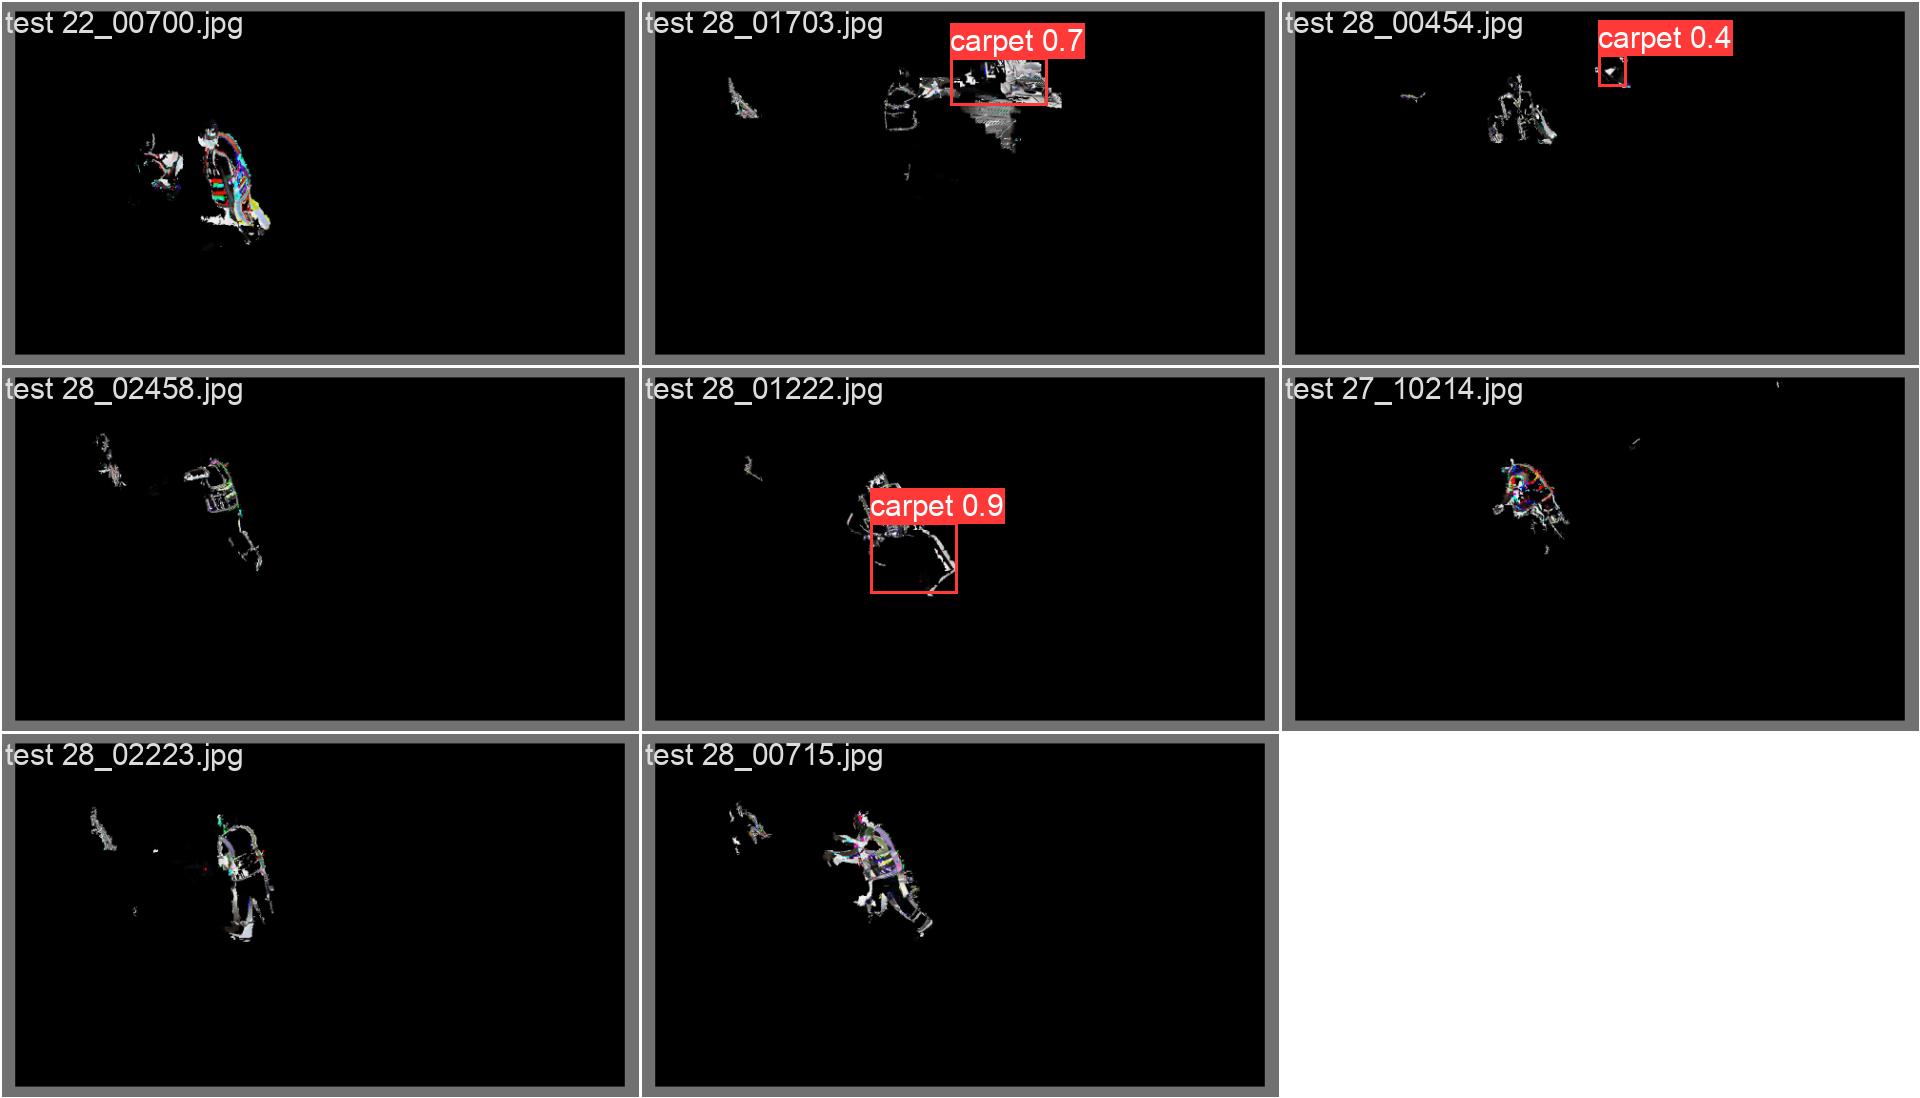 test 22_00700.jpg
test 28_01703.jpg
carpet 0.7
test 28_00454.jpg
carpet 0.4
test 28_02458.jpg
test 28_01222.jpg
carpet 0.9
test 27_10214.jpg
test 28_02223.jpg
test 28_00715.jpg